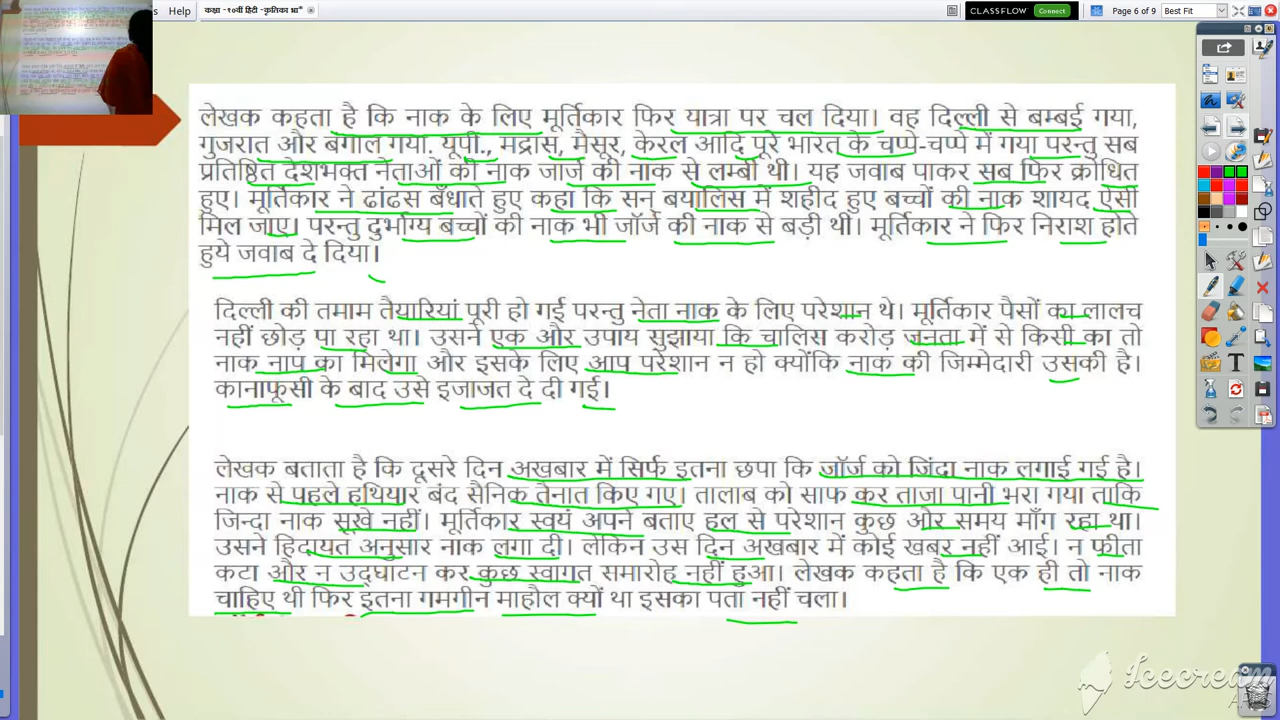 Help
कक्षा -१०वीं हिंदी -कृतिका भा*
CLASSFLOW Connect
Page 6 of 9
Best Fit
लेखक कहता है कि नाक के लिए मूर्तिकार फिर यात्रा पर चल दिया। वह दिल्ली से बम्बई गया,
गुजरात और बंगाल गया. यूपी., मद्रास, मैसूर, केरल आदि पूरे भारत के चप्पे-चप्पे में गया परन्तु सब
प्रतिष्ठित देशभक्त नेताओं की नाक जॉर्ज की नाक से लम्बी थी। यह जवाब पाकर सब फिर क्रोधित
हुए। मूर्तिकार ने ढांढस बँधाते हुए कहा कि सन् बयालिस में शहीद हुए बच्चों की नाक शायद ऐसी
मिल जाए। परन्तु दुर्भाग्य बच्चों की नाक भी जॉर्ज की नाक से बड़ी थी। मूर्तिकार ने फिर निराश होते
हुये जवाब दे दिया।
दिल्ली की तमाम तैयारियां पूरी हो गई परन्तु नेता नाक के लिए परेशान थे। मूर्तिकार पैसों का लालच
नहीं छोड़ पा रहा था। उसने एक और उपाय सुझाया कि चालिस करोड़ जनता में से किसी का तो
नाक नाप का मिलेगा और इसके लिए आप परेशान न हो क्योंकि नाक की जिम्मेदारी उसकी है।
कानाफूसी के बाद उसे इजाजत दे दी गई।
लेखक बताता है कि दूसरे दिन अखबार में सिर्फ इतना छपा कि जॉर्ज को जिंदा नाक लगाई गई है।
नाक से पहले हथियार बंद सैनिक तैनात किए गए। तालाब को साफ कर ताजा पानी भरा गया ताकि
जिन्दा नाक सूखे नहीं। मूर्तिकार स्वयं अपने बताए हल से परेशान कुछ ओर समय माँग रहा था।
उसने हिदायत अनुसार नाक लगा दी। लेकिन उस दिन अखबार में कोई खबर नहीं आई। न फीता
कटा और न उद्घाटन कर कुछ स्वागत समारोह नहीं हुआ। लेखक कहता है कि एक ही तो नाक
चाहिए थी फिर इतना गमगीन माहौल क्यों था इसका पता नहीं चला।
Icecream
APPS